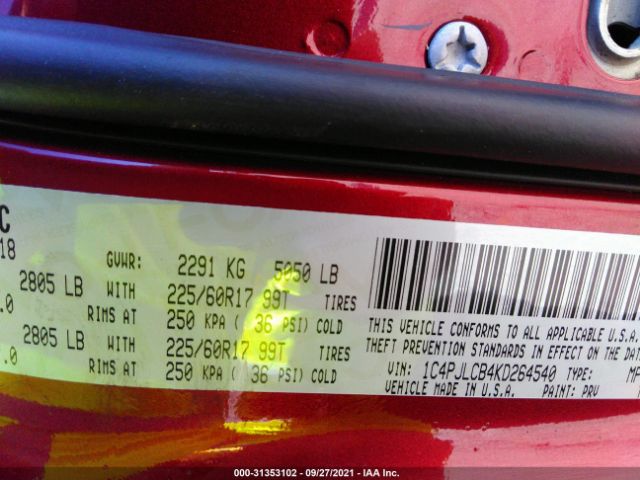 C
18
GVWR: 2291 KG 5050 LB
2805 LB WITH 225/60R17 99T TIRES
.0 RIMS AT 250 KPA ( 36 PSI) COLD
2805 LB WITH 225/60R17 99T TIRES
.0 RIMS AT 250 KPA ( 36 PSI) COLD
THIS VEHICLE CONFORMS TO ALL APPLICABLE U.S.A.
THEFT PREVENTION STANDARDS IN EFFECT ON THE DATE
VIN: 1C4PJLCB4KD264540 TYPE: MP
VEHICLE MADE IN U.S.A. PAINT: PRV
000-31353102 - 09/27/2021 - IAA Inc.